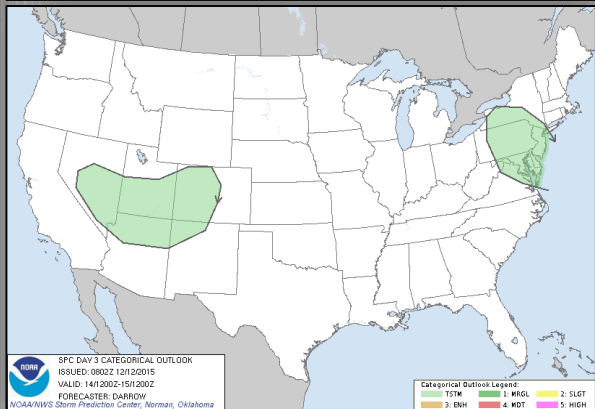 NOAA
SPC DAY 3 CATEGORICAL OUTLOOK
ISSUED: 0802Z 12/12/2015
VALID: 14/1200Z-15/1200Z
FORECASTER: DARROW
NOAA/NWS Storm Prediction Center, Norman, Oklahoma
Categorical Outlook Legend:
TSTM 1: MRGL 2: SLGT
3: ENH 4: MDT 5: HIGH